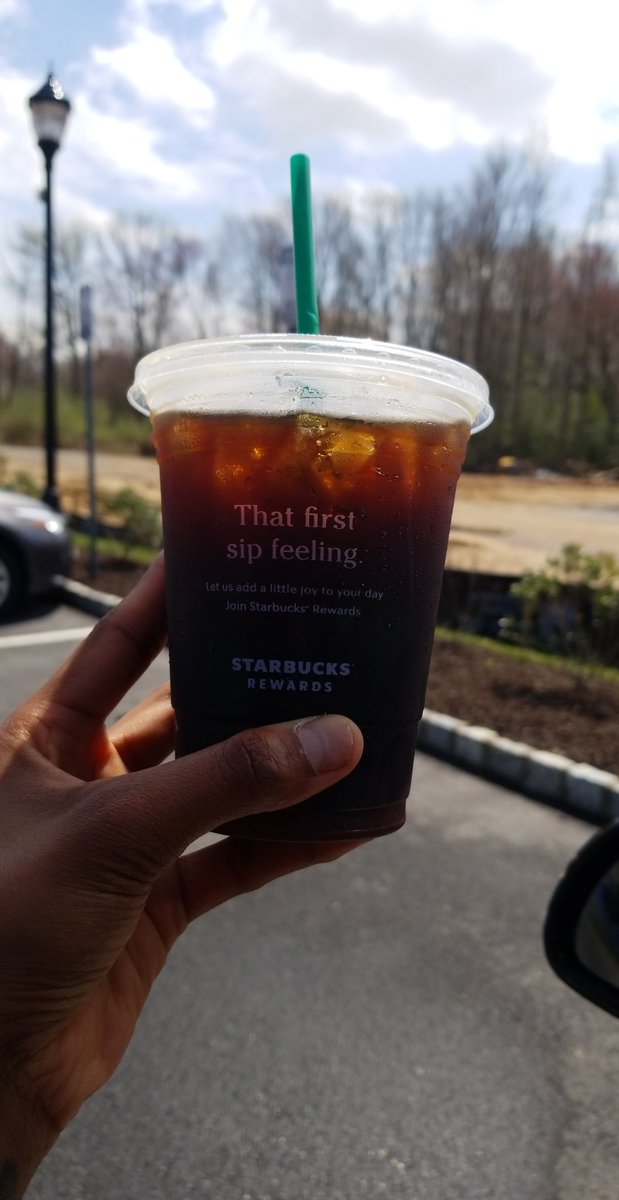 That first
sip feeling.
Let us add a little joy to your day
Join Starbucks® Rewards
STARBUCKS®
REWARDS